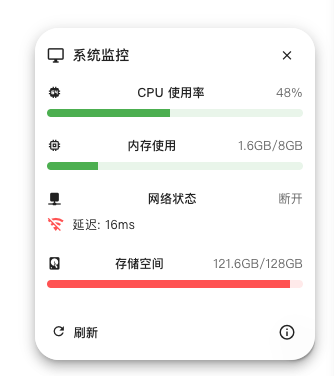 系统监控
CPU 使用率 48%
内存使用 1.6GB/8GB
网络状态 断开
延迟: 16ms
存储空间 121.6GB/128GB
刷新